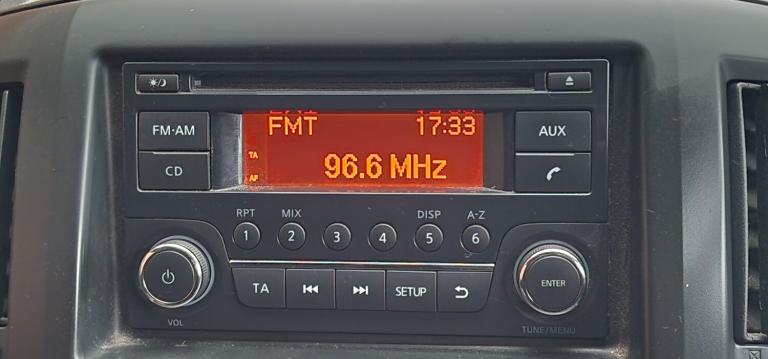 FM·AM
CD
FMT 17:33
TA
96.6 MHz
AF
AUX
RPT MIX DISP A-Z
1 2 3 4 5 6
TA SETUP
VOL
ENTER
TUNE/MENU